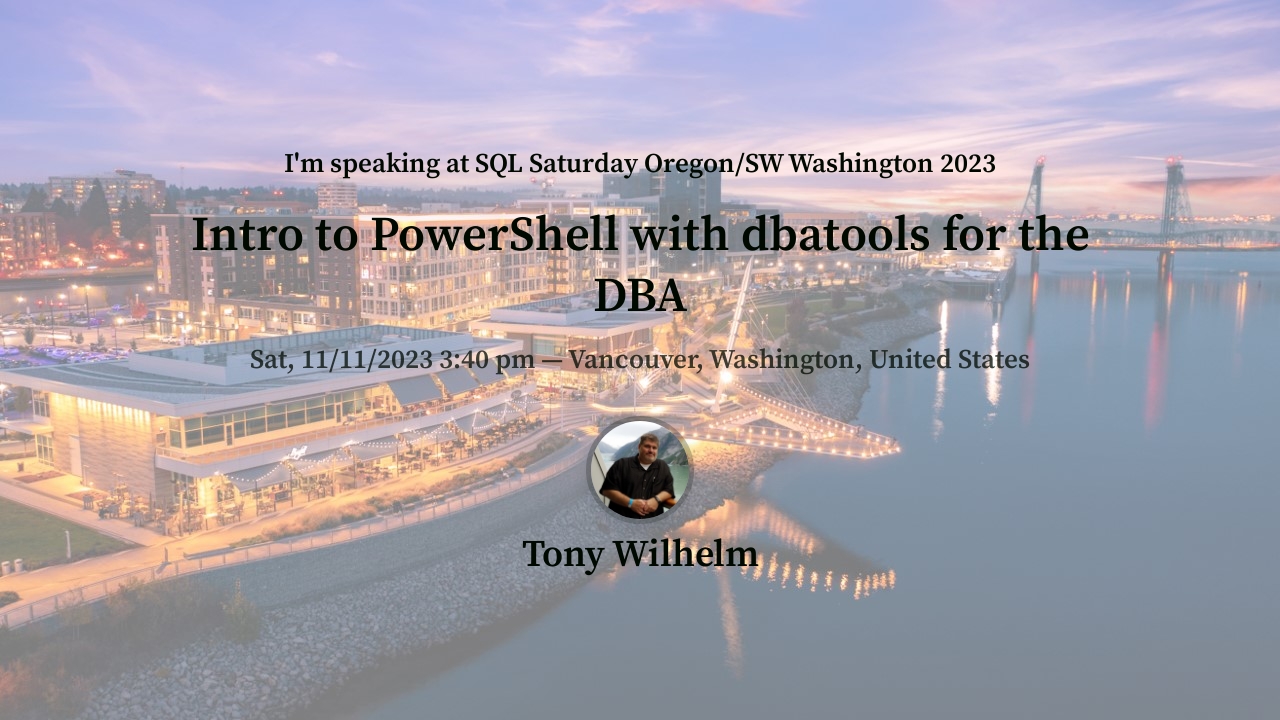 I'm speaking at SQL Saturday Oregon/SW Washington 2023
Intro to PowerShell with dbatools for the
DBA
Sat, 11/11/2023 3:40 pm — Vancouver, Washington, United States
Tony Wilhelm